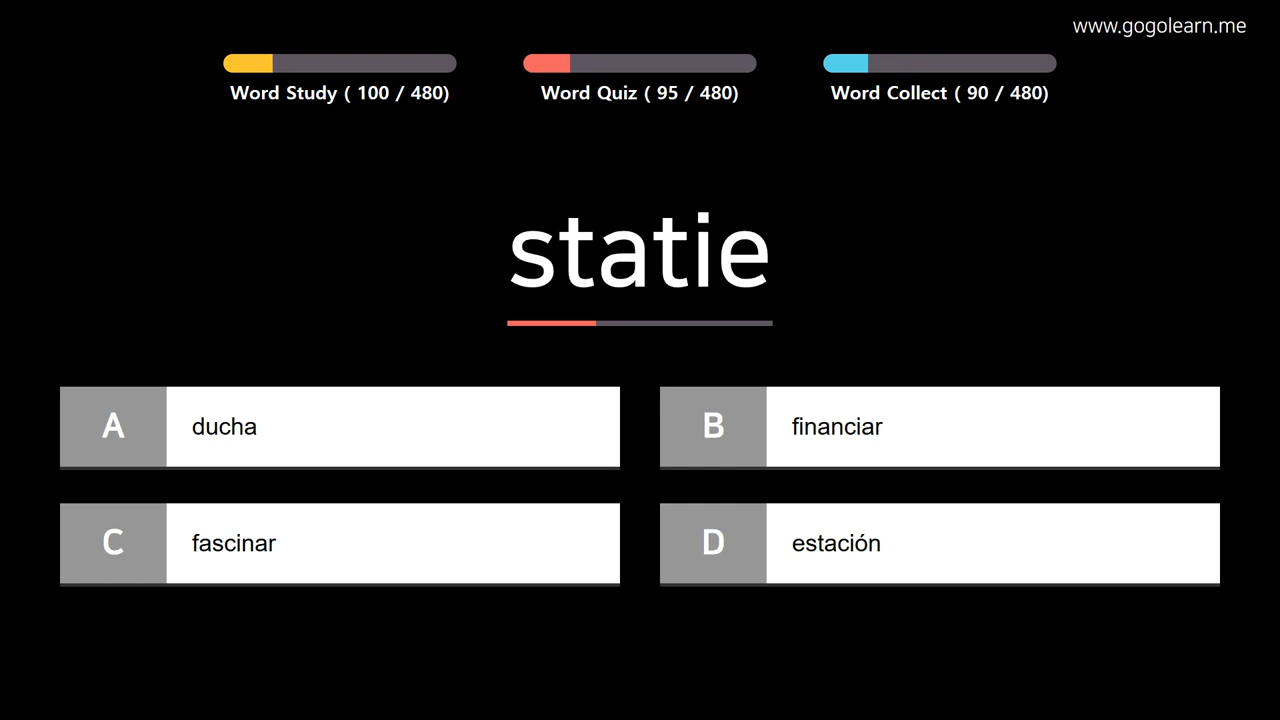 www.gogolearn.me
Word Study ( 100 / 480)
Word Quiz ( 95 / 480)
Word Collect ( 90 / 480)
statie
A ducha
B financiar
C fascinar
D estación